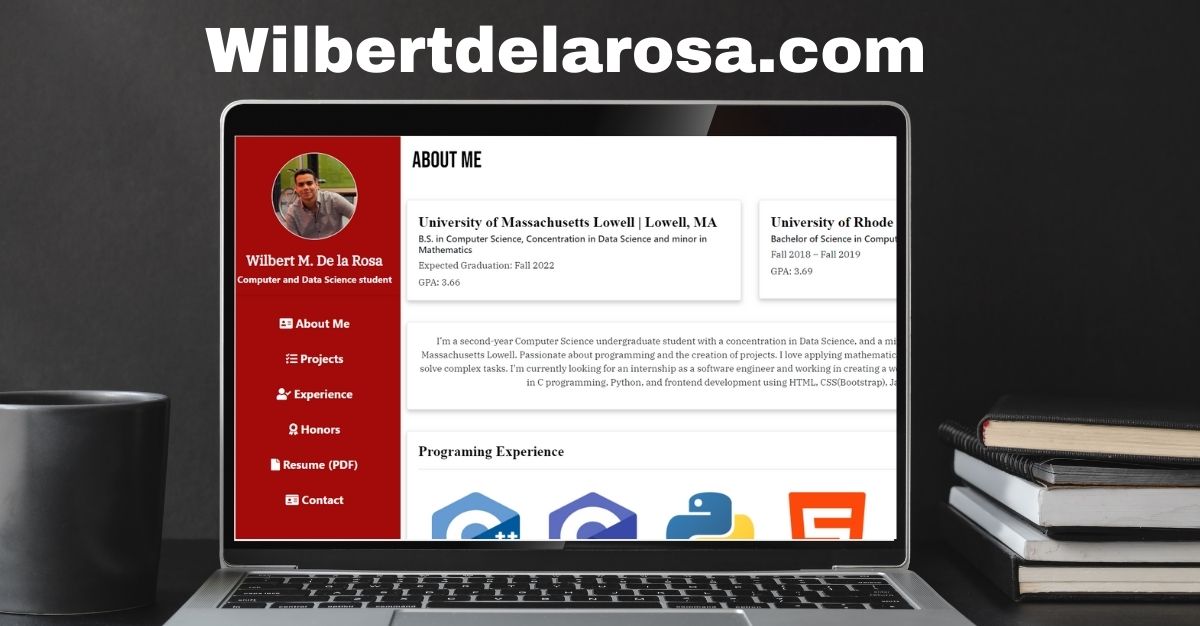 Wilbertdelarosa.com
Wilbert M. De la Rosa
Computer and Data Science student
About Me
Projects
Experience
Honors
Resume (PDF)
Contact
ABOUT ME
University of Massachusetts Lowell | Lowell, MA
B.S. in Computer Science, Concentration in Data Science and minor in
Mathematics
Expected Graduation: Fall 2022
GPA: 3.66
University of Rhode
Bachelor of Science in Comput
Fall 2018 – Fall 2019
GPA: 3.69
I'm a second-year Computer Science undergraduate student with a concentration in Data Science, and a mi
Massachusetts Lowell. Passionate about programming and the creation of projects. I love applying mathematic
solve complex tasks. I'm currently looking for an internship as a software engineer and working in creating a w
in C programming, Python, and frontend development using HTML, CSS(Bootstrap), Ja
Programing Experience
C++
C
5
control option command command